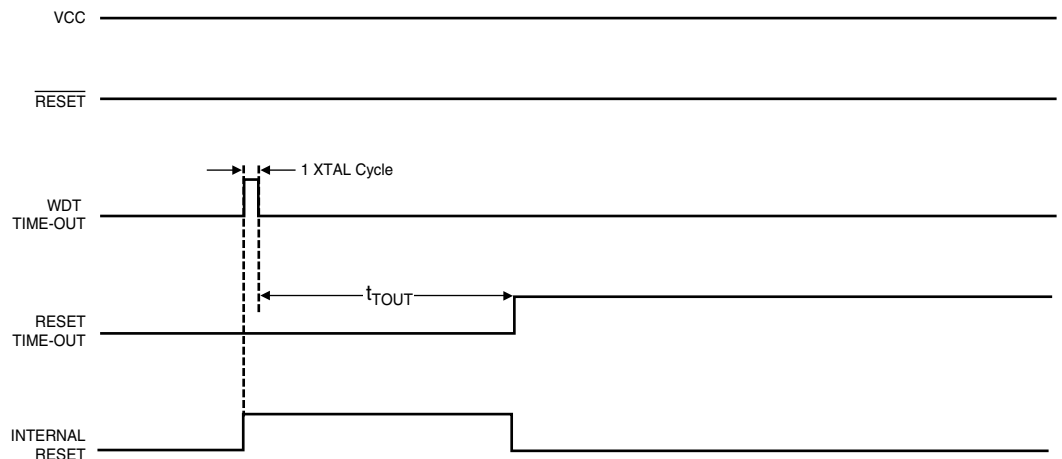 VCC
RESET
1 XTAL Cycle
WDT
TIME-OUT
tTOUT
RESET
TIME-OUT
INTERNAL
RESET